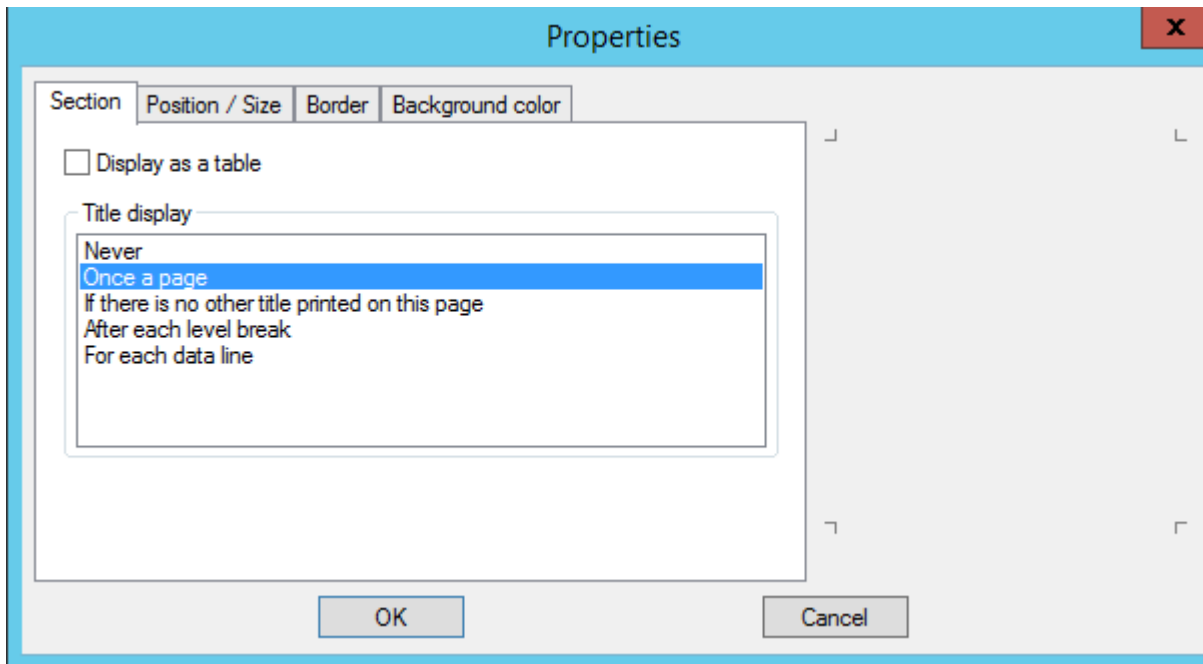 Properties
x
Section Position / Size Border Background color
Display as a table
Title display
Never
Once a page
If there is no other title printed on this page
After each level break
For each data line
OK Cancel